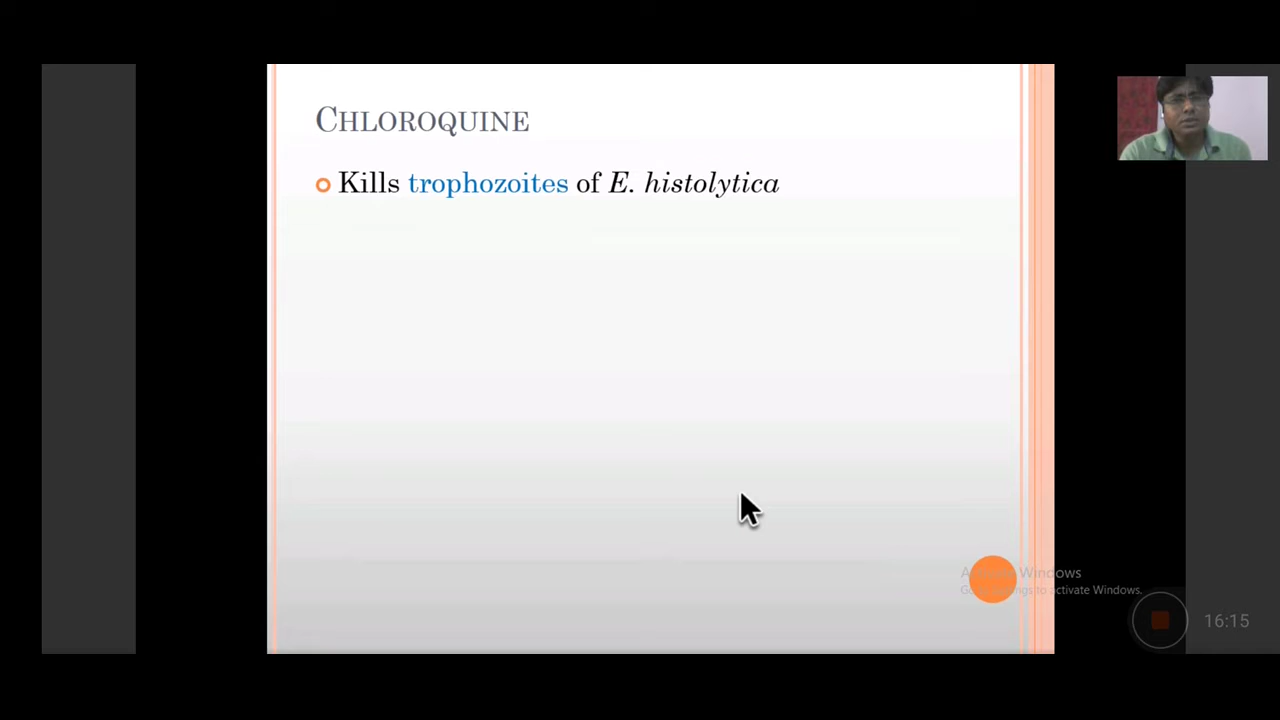 CHLOROQUINE
Kills trophozoites of E. histolytica
Activate Windows
Go to Settings to activate Windows.
16:15